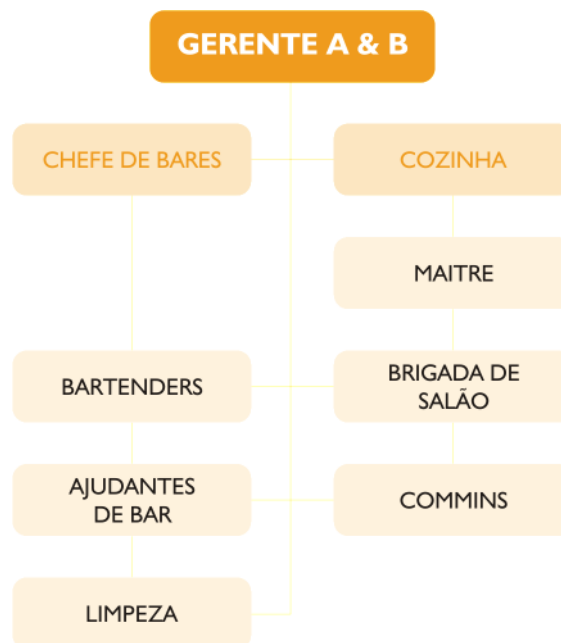 GERENTE A & B
CHEFE DE BARES
COZINHA
MAITRE
BARTENDERS
BRIGADA DE
SALÃO
AJUDANTES
DE BAR
COMMINS
LIMPEZA